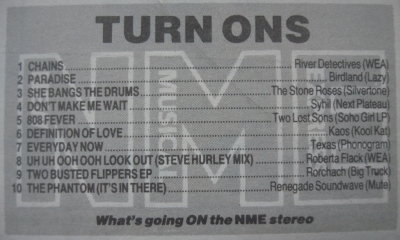 TURN ONS
1 CHAINS River Detectives (WEA)
2 PARADISE Birdland (Lazy)
3 SHE BANGS THE DRUMS The Stone Roses (Silvertone)
4 DON'T MAKE ME WAIT Sybil (Next Plateau)
5 808 FEVER Two Lost Sons (Soho Girl LP)
6 DEFINITION OF LOVE Kaos (Kool Kat)
7 EVERYDAY NOW Texas (Phonogram)
8 UH UH OOH OOH LOOK OUT (STEVE HURLEY MIX) Roberta Flack (WEA)
9 TWO BUSTED FLIPPERS EP Rorchach (Big Truck)
10 THE PHANTOM (IT'S IN THERE) Renegade Soundwave (Mute)
What's going ON the NME stereo
NME
MUSICAL